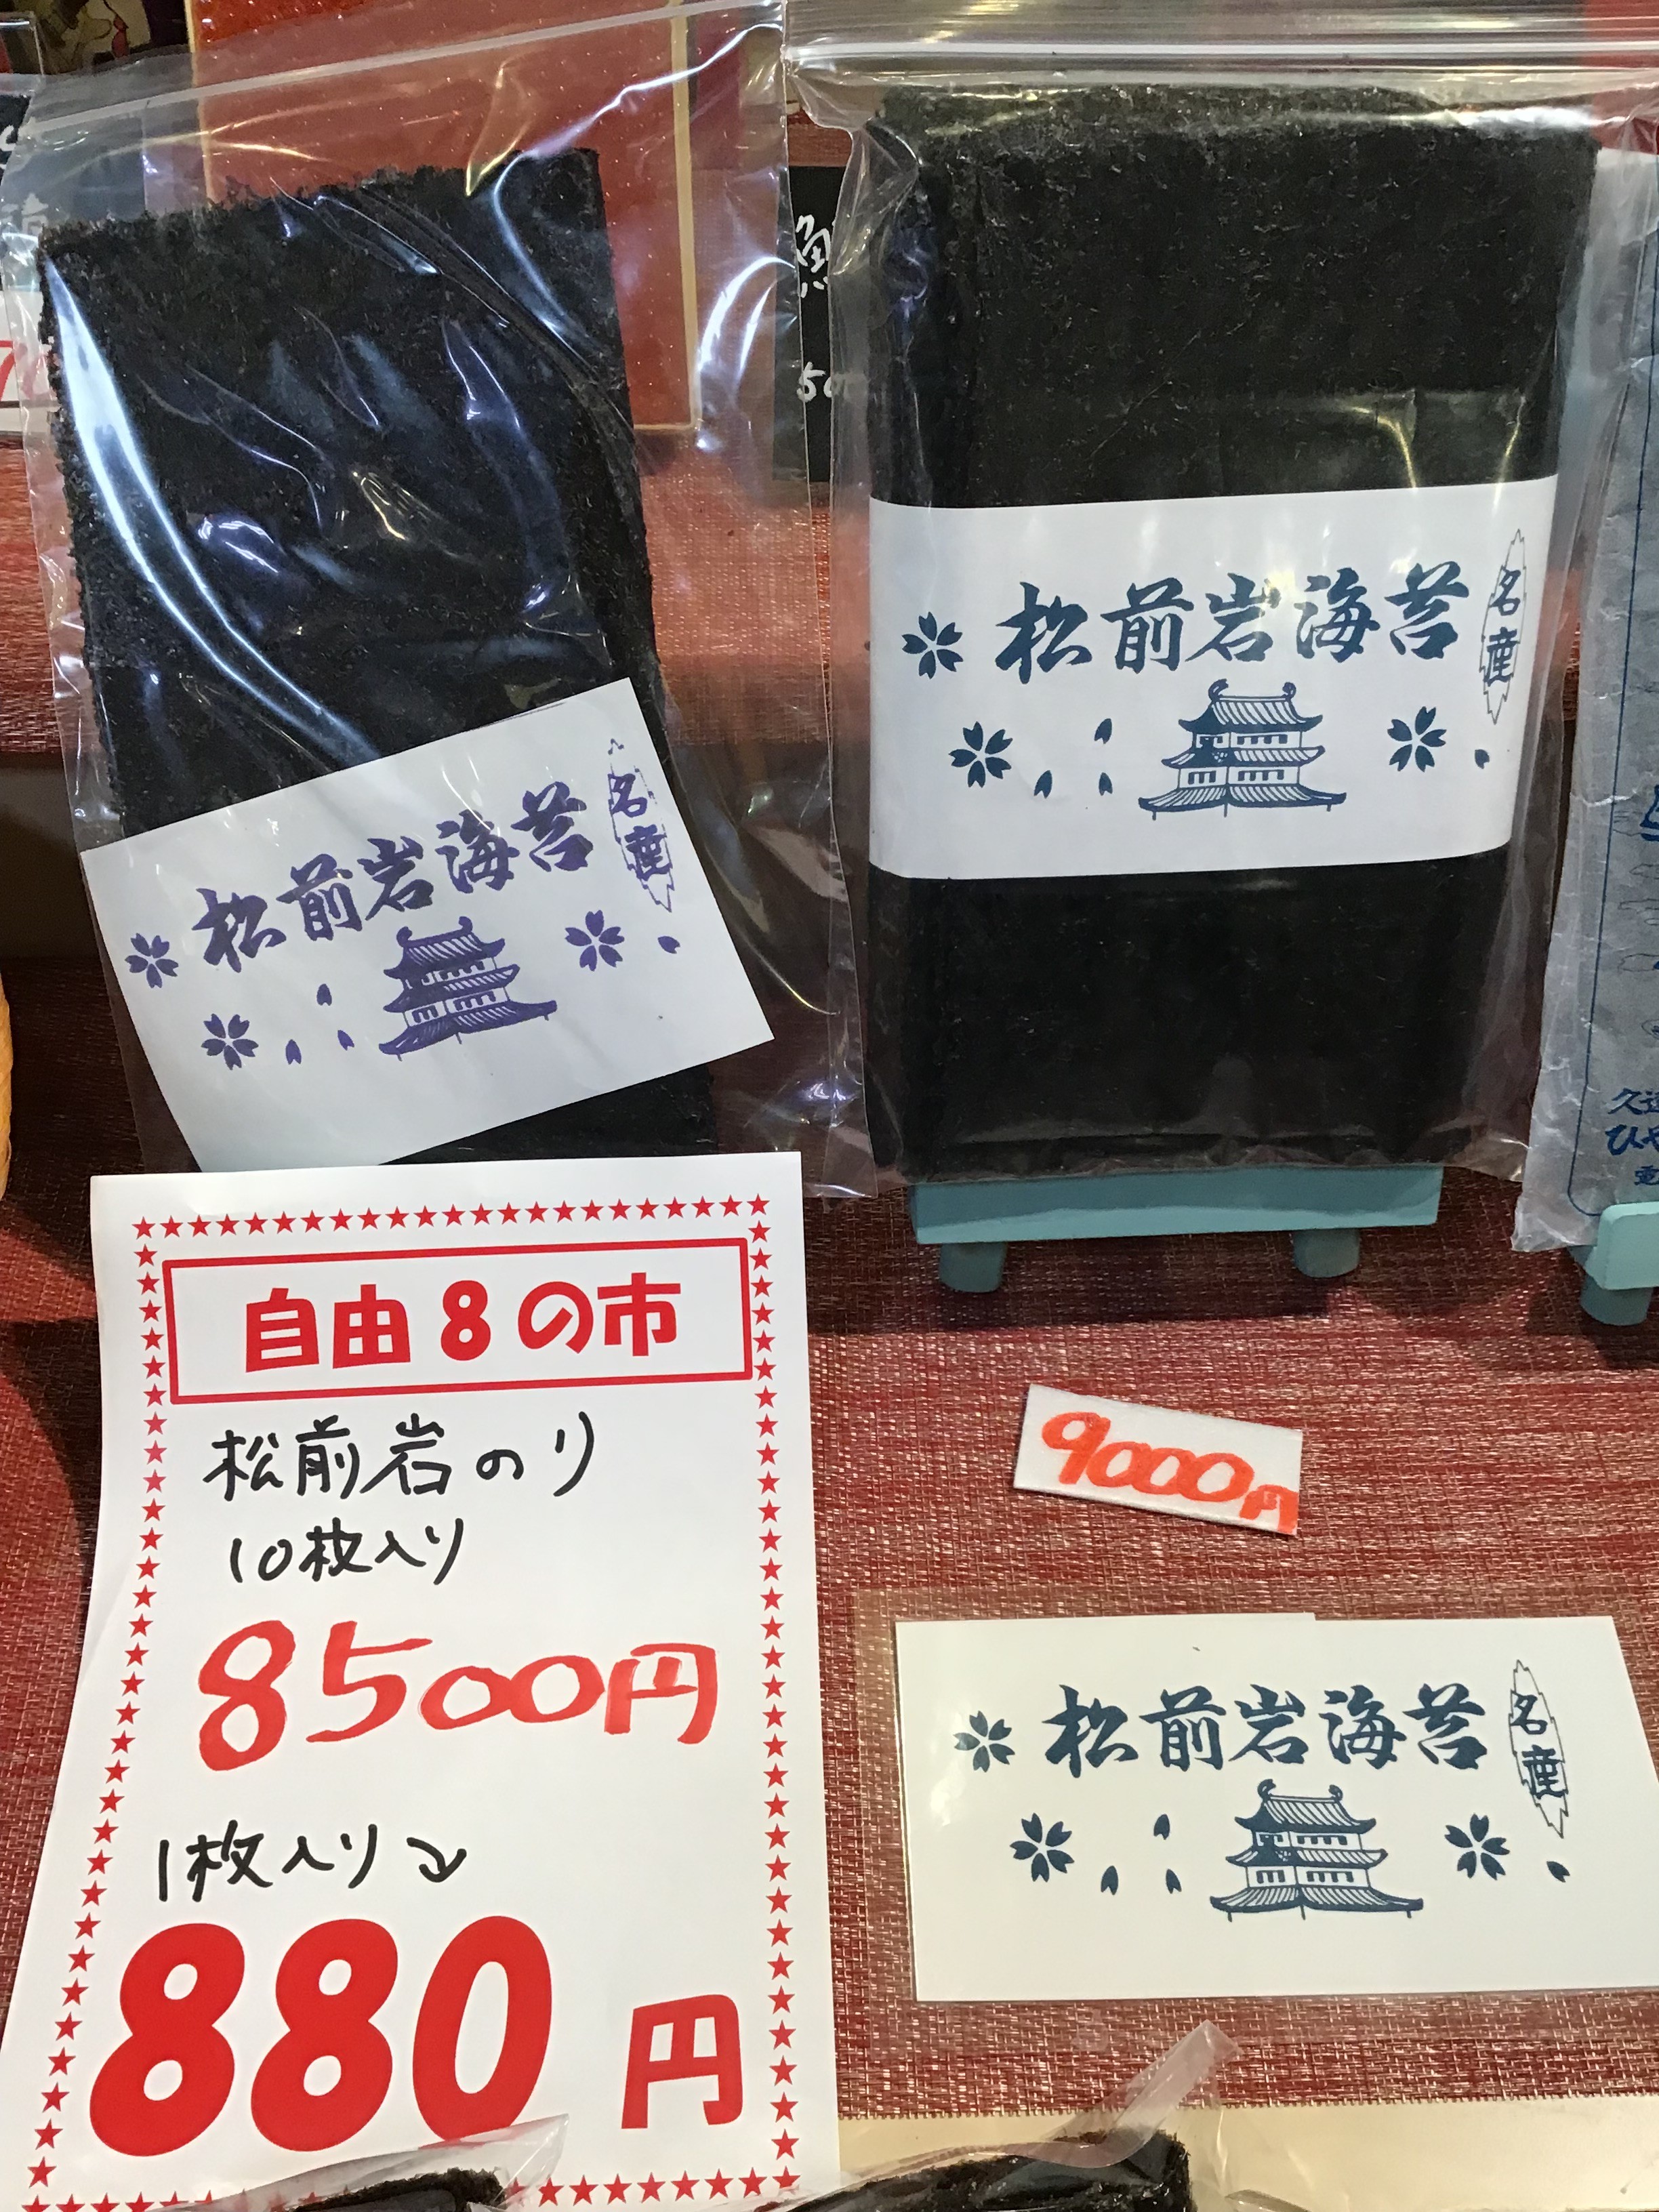 魚
50
松前岩海苔
名産
松前岩海苔
名産
自由8の市
松前岩のり
10枚入り
8500円
1枚入り
880円
9000円
松前岩海苔
名産